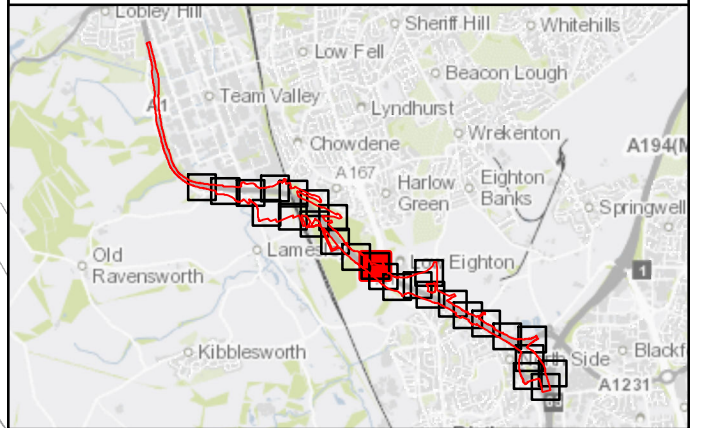 Lobley Hill
Sheriff Hill
Whitehills
Low Fell
Beacon Lough
A1
Team Valley
Lyndhurst
Wrekenton
Chowdene
A194(M
A167
Harlow
Green
Eighton
Banks
Springwell
Old
Ravensworth
Eighton
1
Kibblesworth
North Side
Blackf
A1231